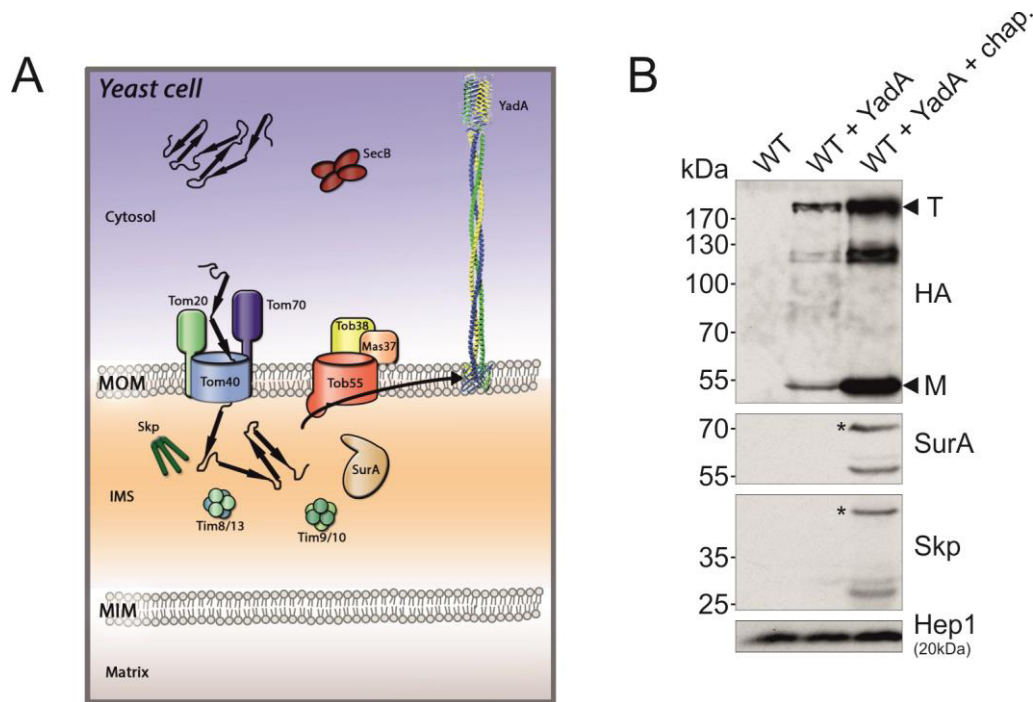 A
Yeast cell
YadA
SecB
Cytosol
Tom20
Tom70
Tob38
Mas37
MOM
Tom40
Tob55
Skp
SurA
IMS
Tim8/13
Tim9/10
MIM
Matrix
B
WT
WT + YadA
WT + YadA + chap.
kDa
170
T
130
100
HA
70
55
M
70
*
SurA
55
*
Skp
35
25
Hep1
(20kDa)